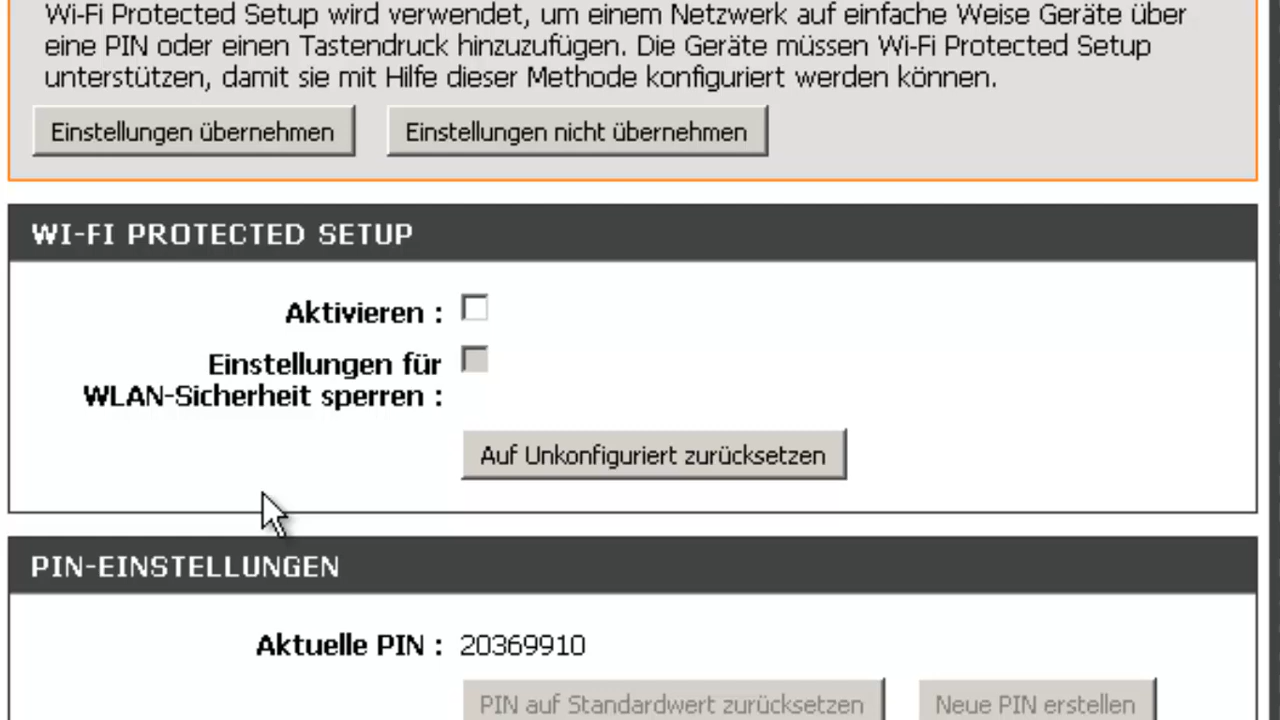 Wi-Fi Protected Setup wird verwendet, um einem Netzwerk auf einfache Weise Geräte über
eine PIN oder einen Tastendruck hinzuzufügen. Die Geräte müssen Wi-Fi Protected Setup
unterstützen, damit sie mit Hilfe dieser Methode konfiguriert werden können.
Einstellungen übernehmen Einstellungen nicht übernehmen
WI-FI PROTECTED SETUP
Aktivieren :
Einstellungen für
WLAN-Sicherheit sperren :
Auf Unkonfiguriert zurücksetzen
PIN-EINSTELLUNGEN
Aktuelle PIN : 20369910
PIN auf Standardwert zurücksetzen Neue PIN erstellen